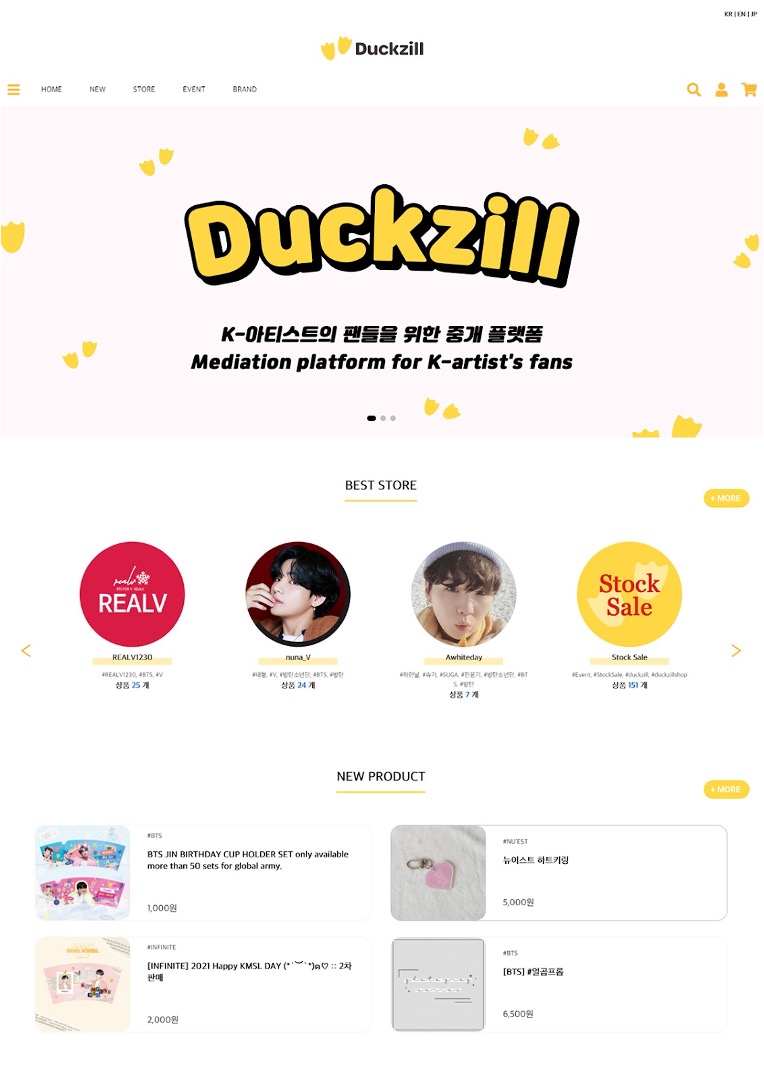 KR | EN | JP
Duckzill
HOME NEW STORE EVENT BRAND
Duckzill
K-아티스트의 팬들을 위한 중개 플랫폼
Mediation platform for K-artist's fans
BEST STORE
+ MORE
realv
REALV
Stock
Sale
REALV1230
#REALV1230, #BTS, #V
상품 25 개
nuna_V
#태형, #V, #방탄소년단, #BTS, #방탄
상품 24 개
Awhiteday
#하얀날, #슈가, #SUGA, #민윤기, #방탄소년단, #BT
S, #방탄
상품 7 개
Stock Sale
#Event, #StockSale, #duckzill, #duckzillshop
상품 151 개
NEW PRODUCT
+ MORE
#BTS
BTS JIN BIRTHDAY CUP HOLDER SET only available
more than 50 sets for global army.
1,000원
#NU'EST
뉴이스트 하트키링
5,000원
#INFINITE
[INFINITE] 2021 Happy KMSL DAY (*˙︶˙*)ฅ♡ :: 2차
판매
2,000원
#BTS
[BTS] #일곱프롬
6,500원